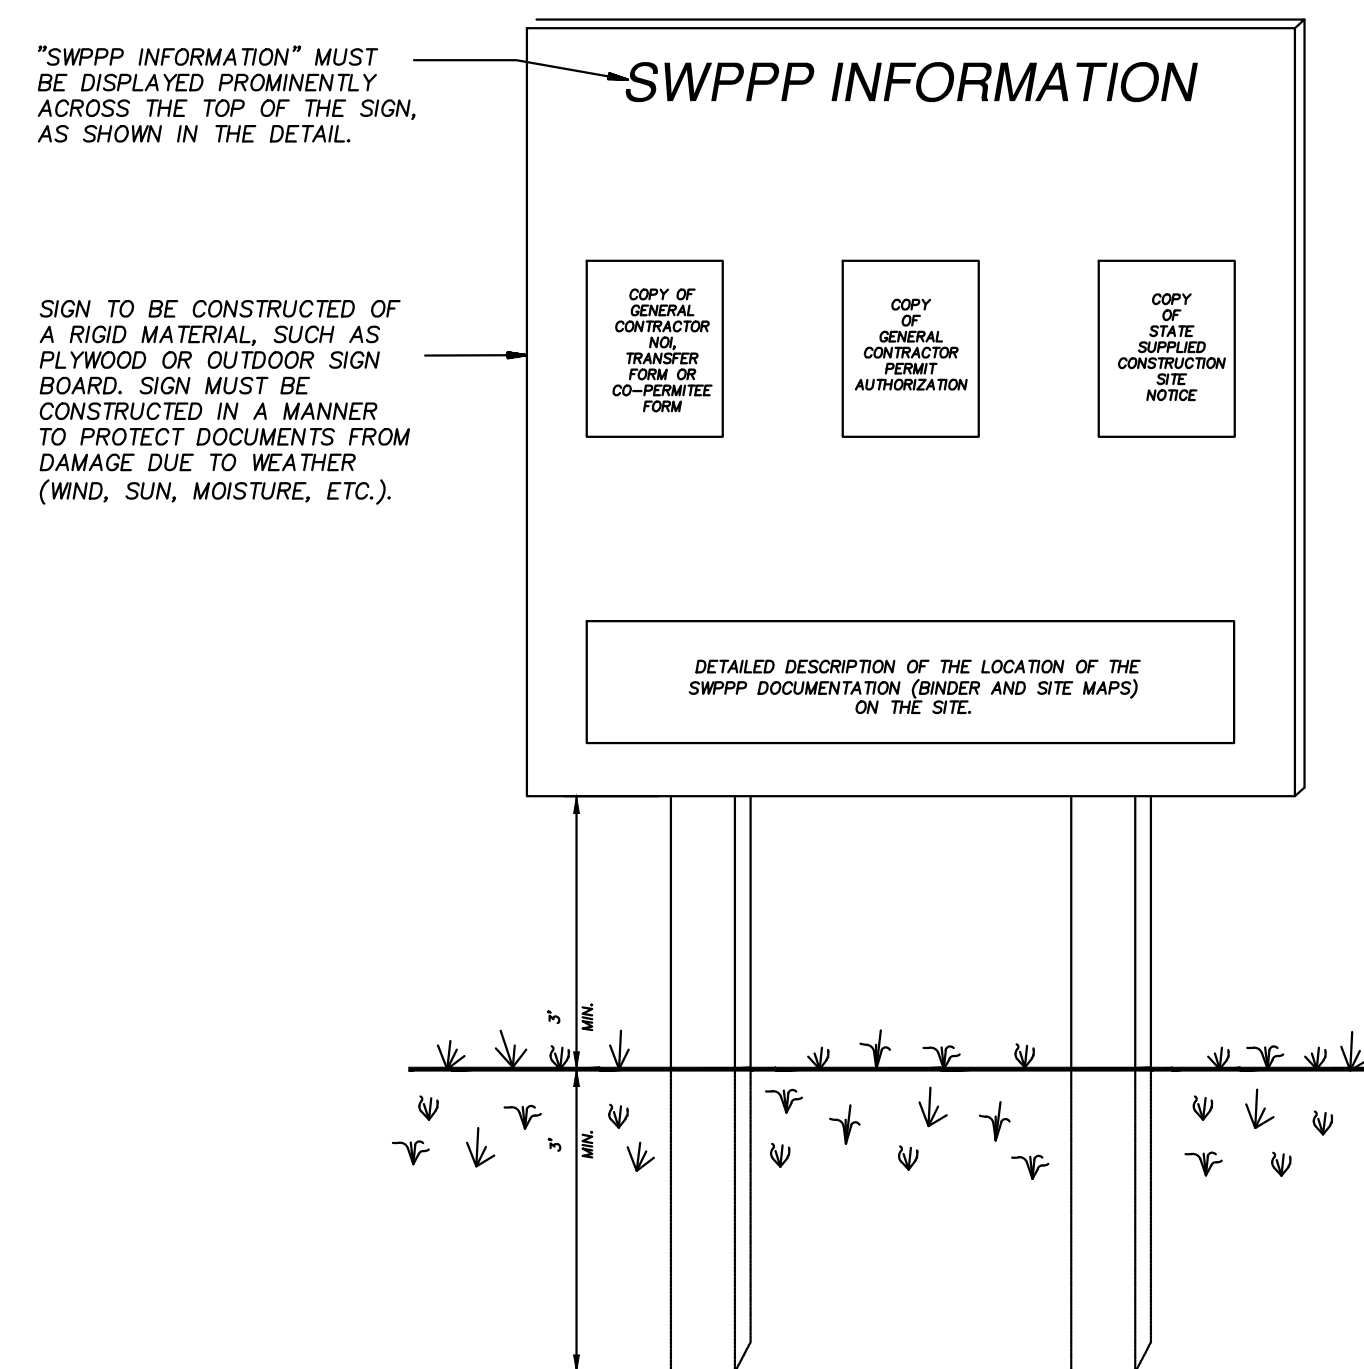 "SWPPP INFORMATION" MUST
BE DISPLAYED PROMINENTLY
ACROSS THE TOP OF THE SIGN,
AS SHOWN IN THE DETAIL.
SWPPP INFORMATION
SIGN TO BE CONSTRUCTED OF
A RIGID MATERIAL, SUCH AS
PLYWOOD OR OUTDOOR SIGN
BOARD. SIGN MUST BE
CONSTRUCTED IN A MANNER
TO PROTECT DOCUMENTS FROM
DAMAGE DUE TO WEATHER
(WIND, SUN, MOISTURE, ETC.).
COPY OF
GENERAL
CONTRACTOR
NOI,
TRANSFER
FORM OR
CO-PERMITEE
FORM
COPY
OF
GENERAL
CONTRACTOR
PERMIT
AUTHORIZATION
COPY
OF
STATE
SUPPLIED
CONSTRUCTION
SITE
NOTICE
DETAILED DESCRIPTION OF THE LOCATION OF THE
SWPPP DOCUMENTATION (BINDER AND SITE MAPS)
ON THE SITE.
3'
MIN.
3'
MIN.